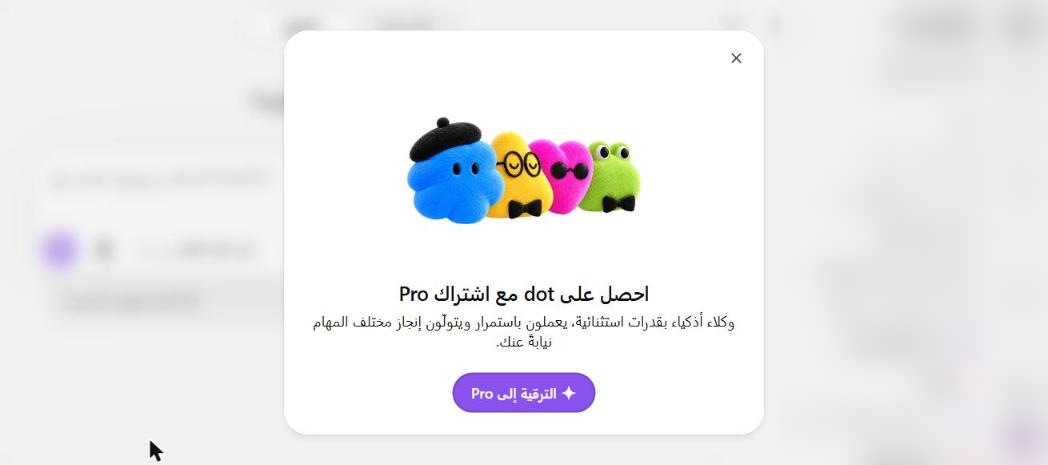 احصل على dot مع اشتراك Pro
وكلاء أذكياء بقدرات استثنائية، يعملون باستمرار ويتولّون إنجاز مختلف المهام
نيابةً عنك.
الترقية إلى Pro